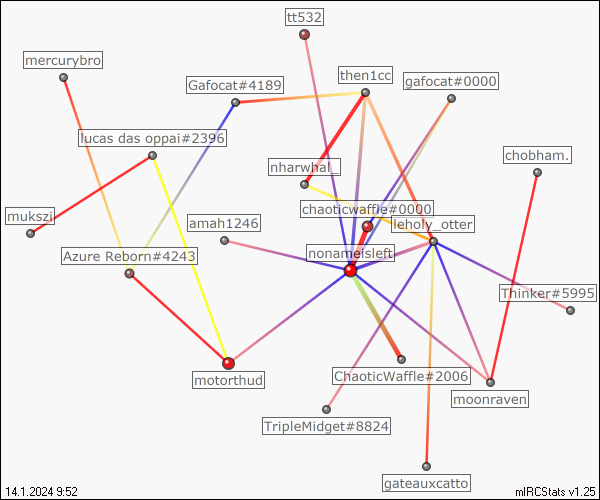 tt532
mercurybro
then1cc
Gafocat#4189
gafocat#0000
lucas das oppai#2396
chobham.
nharwhal_
chaoticwaffle#0000
mukszi
amah1246
leholy_otter
Azure Reborn#4243
nonameisleft
Thinker#5995
motorthud
ChaoticWaffle#2006
moonraven
TripleMidget#8824
gateauxcatto
14.1.2024 9:52
mIRCStats v1.25